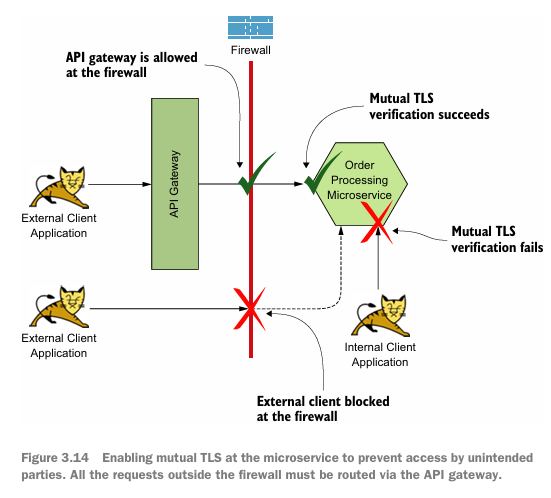 Firewall
API gateway is allowed
at the firewall
Mutual TLS
verification succeeds
API Gateway
Order
Processing
Microservice
External Client
Application
Mutual TLS
verification fails
External Client
Application
Internal Client
Application
External client blocked
at the firewall
Figure 3.14 Enabling mutual TLS at the microservice to prevent access by unintended
parties. All the requests outside the firewall must be routed via the API gateway.